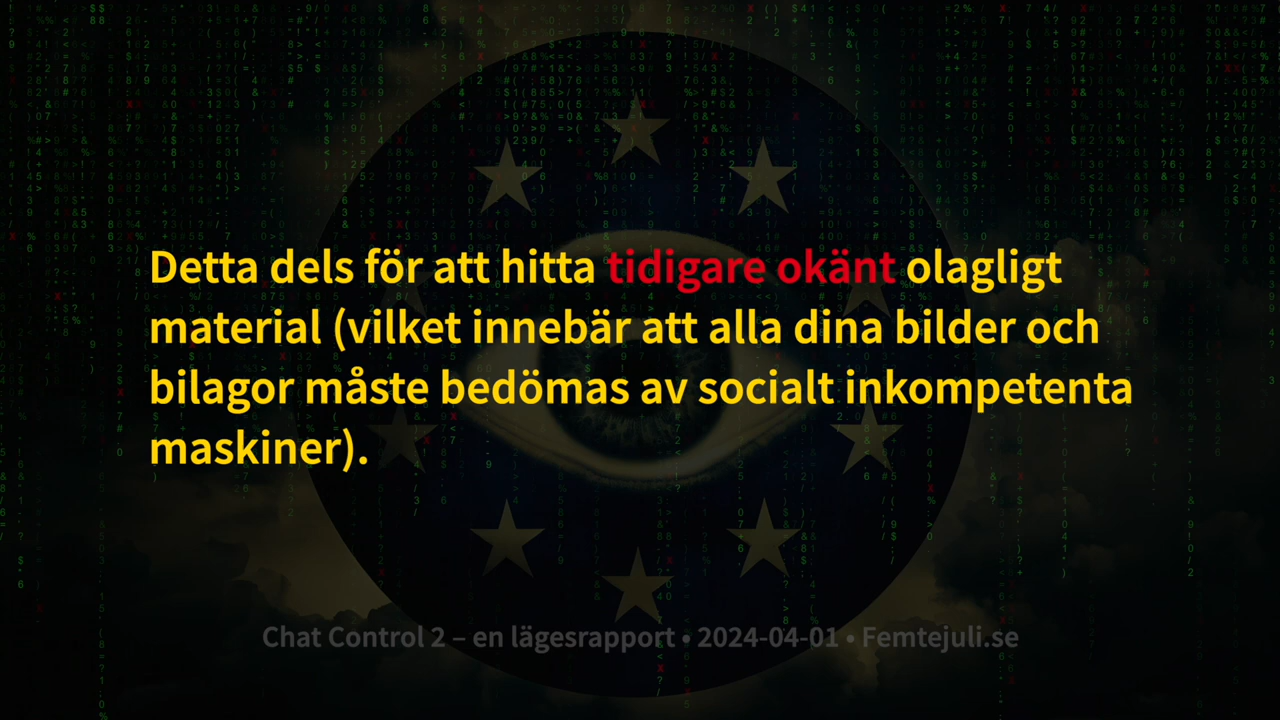 Detta dels för att hitta tidigare okänt olagligt
material (vilket innebär att alla dina bilder och
bilagor måste bedömas av socialt inkompetenta
maskiner).
Chat Control 2 – en lägesrapport • 2024-04-01 • Femtejuli.se